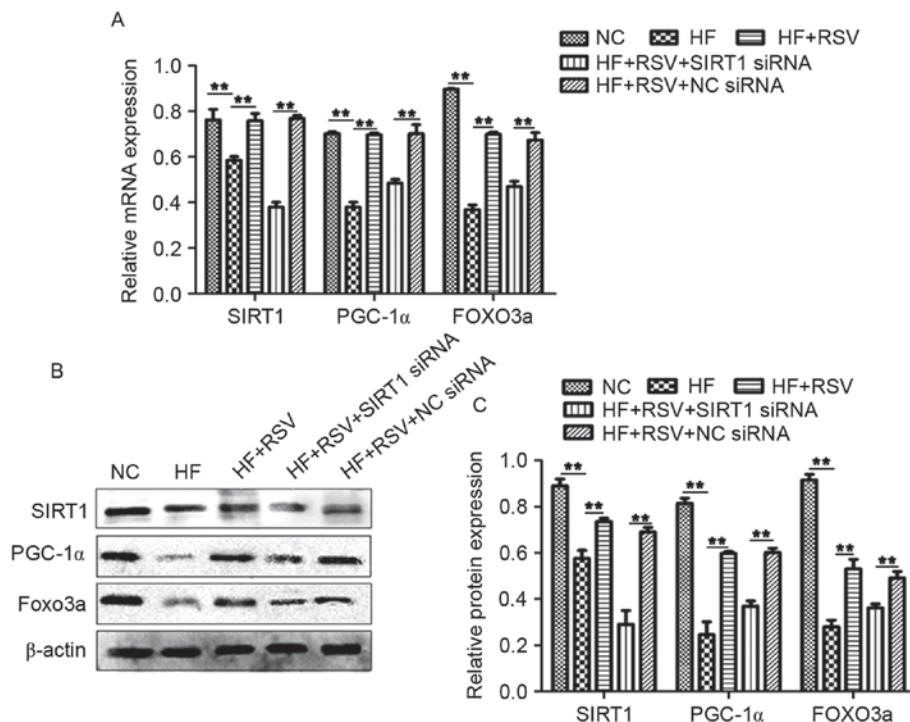 A
NC HF HF+RSV
HF+RSV+SIRT1 siRNA
HF+RSV+NC siRNA
Relative mRNA expression
1.0
0.8
0.6
0.4
0.2
0.0
** ** ** ** ** ** ** ** **
SIRT1 PGC-1α FOXO3a
B
NC HF HF+RSV HF+RSV+SIRT1 siRNA HF+RSV+NC siRNA
SIRT1
PGC-1α
Foxo3a
β-actin
C
NC HF HF+RSV
HF+RSV+SIRT1 siRNA
HF+RSV+NC siRNA
Relative protein expression
1.0
0.8
0.6
0.4
0.2
0.0
** ** ** ** ** ** ** ** **
SIRT1 PGC-1α FOXO3a